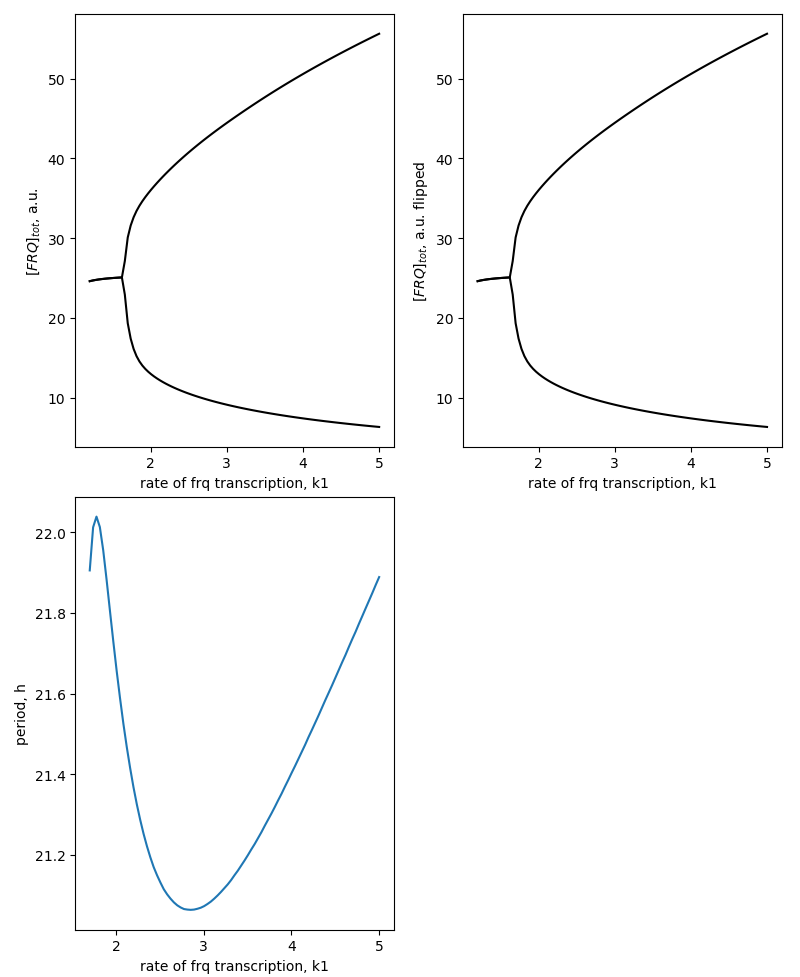 50
40
30
20
10
[FRQ]tot, a.u.
2 3 4 5
rate of frq transcription, k1
50
40
30
20
10
[FRQ]tot, a.u. flipped
2 3 4 5
rate of frq transcription, k1
22.0
21.8
21.6
21.4
21.2
period, h
2 3 4 5
rate of frq transcription, k1